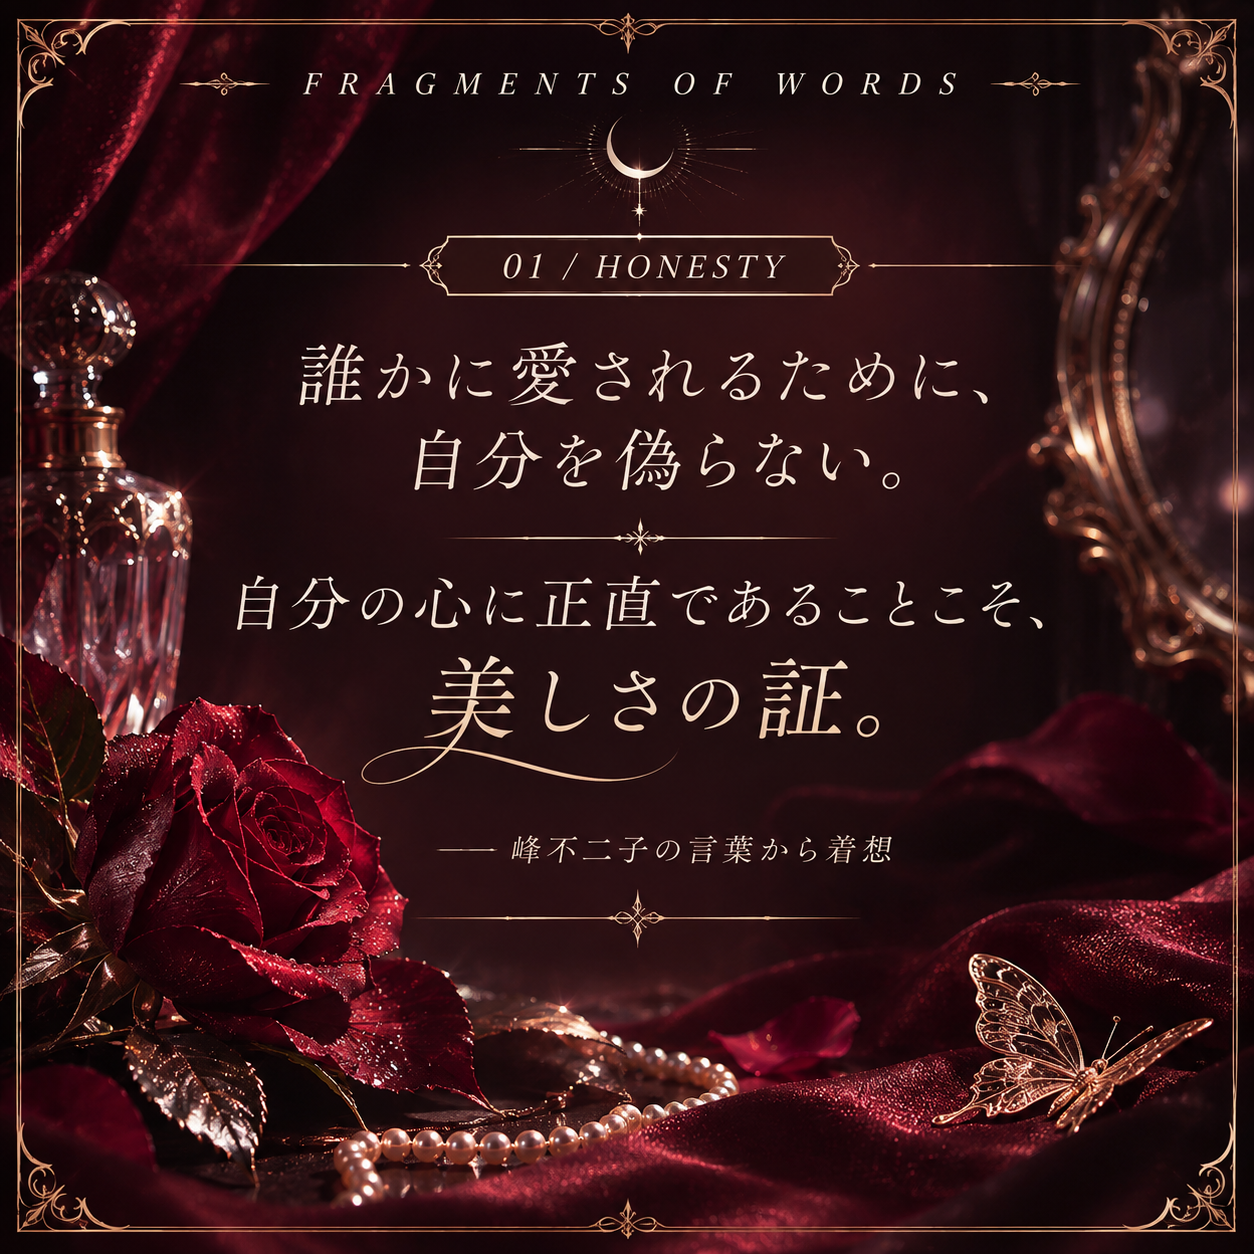 FRAGMENTS OF WORDS
01 / HONESTY
誰かに愛されるために、
自分を偽らない。
自分の心に正直であることこそ、
美しさの証。
―― 峰不二子の言葉から着想